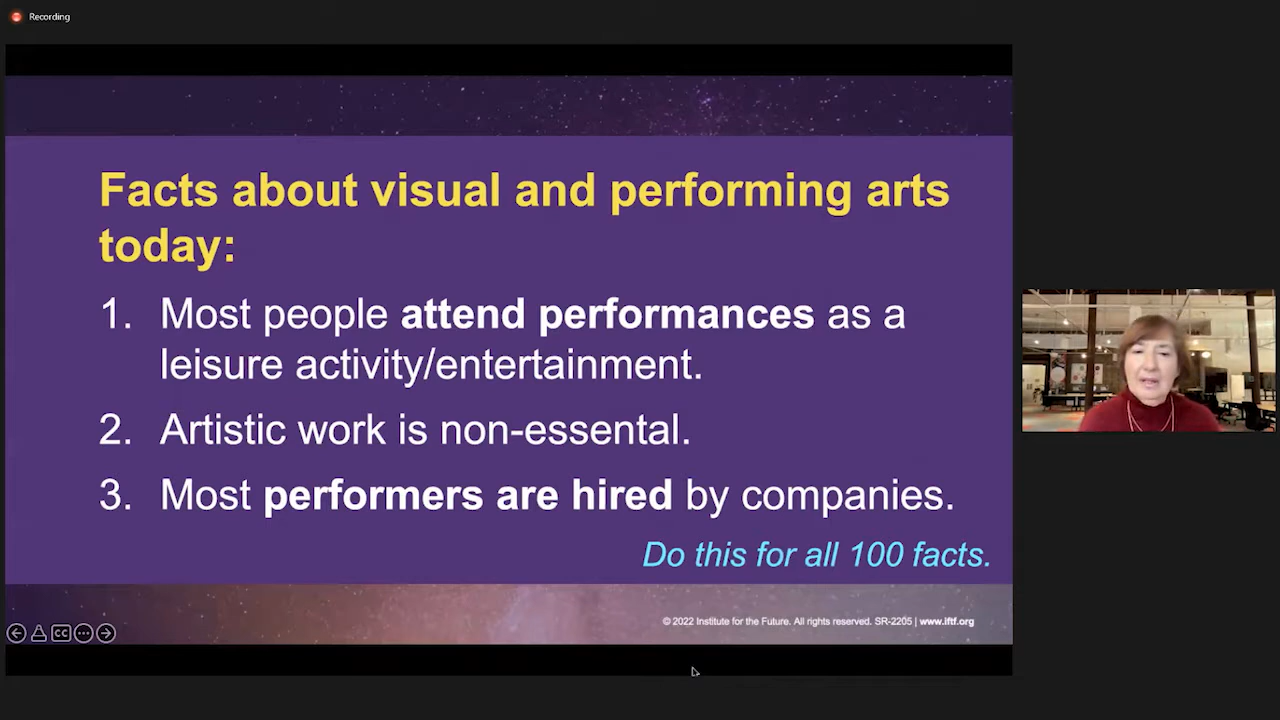 Recording
Facts about visual and performing arts
today:
1. Most people attend performances as a
leisure activity/entertainment.
2. Artistic work is non-essental.
3. Most performers are hired by companies.
Do this for all 100 facts.
© 2022 Institute for the Future. All rights reserved. SR-2205 | www.iftf.org
CC